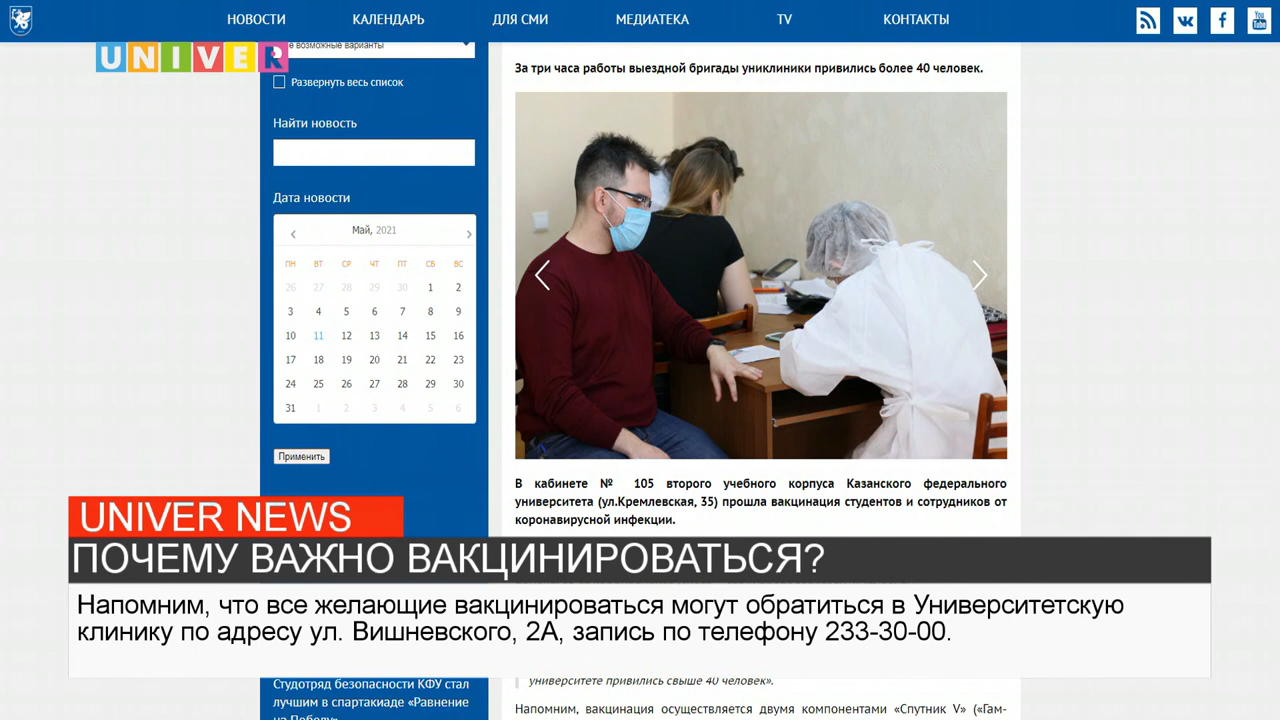 НОВОСТИ КАЛЕНДАРЬ ДЛЯ СМИ МЕДИАТЕКА TV КОНТАКТЫ
UNIVER
е возможные варианты
Развернуть весь список
Найти новость
Дата новости
Май, 2021
ПН ВТ СР ЧТ ПТ СБ ВС
26 27 28 29 30 1 2
3 4 5 6 7 8 9
10 11 12 13 14 15 16
17 18 19 20 21 22 23
24 25 26 27 28 29 30
31 1 2 3 4 5 6
Применить
За три часа работы выездной бригады униклиники привились более 40 человек.
В кабинете № 105 второго учебного корпуса Казанского федерального
университета (ул.Кремлевская, 35) прошла вакцинация студентов и сотрудников от
коронавирусной инфекции.
UNIVER NEWS
ПОЧЕМУ ВАЖНО ВАКЦИНИРОВАТЬСЯ?
Напомним, что все желающие вакцинироваться могут обратиться в Университетскую
клинику по адресу ул. Вишневского, 2А, запись по телефону 233-30-00.
Студотряд безопасности КФУ стал
лучшим в спартакиаде «Равнение
на Победу»
университете привились свыше 40 человек».
Напомним, вакцинация осуществляется двумя компонентами «Спутник V» («Гам-